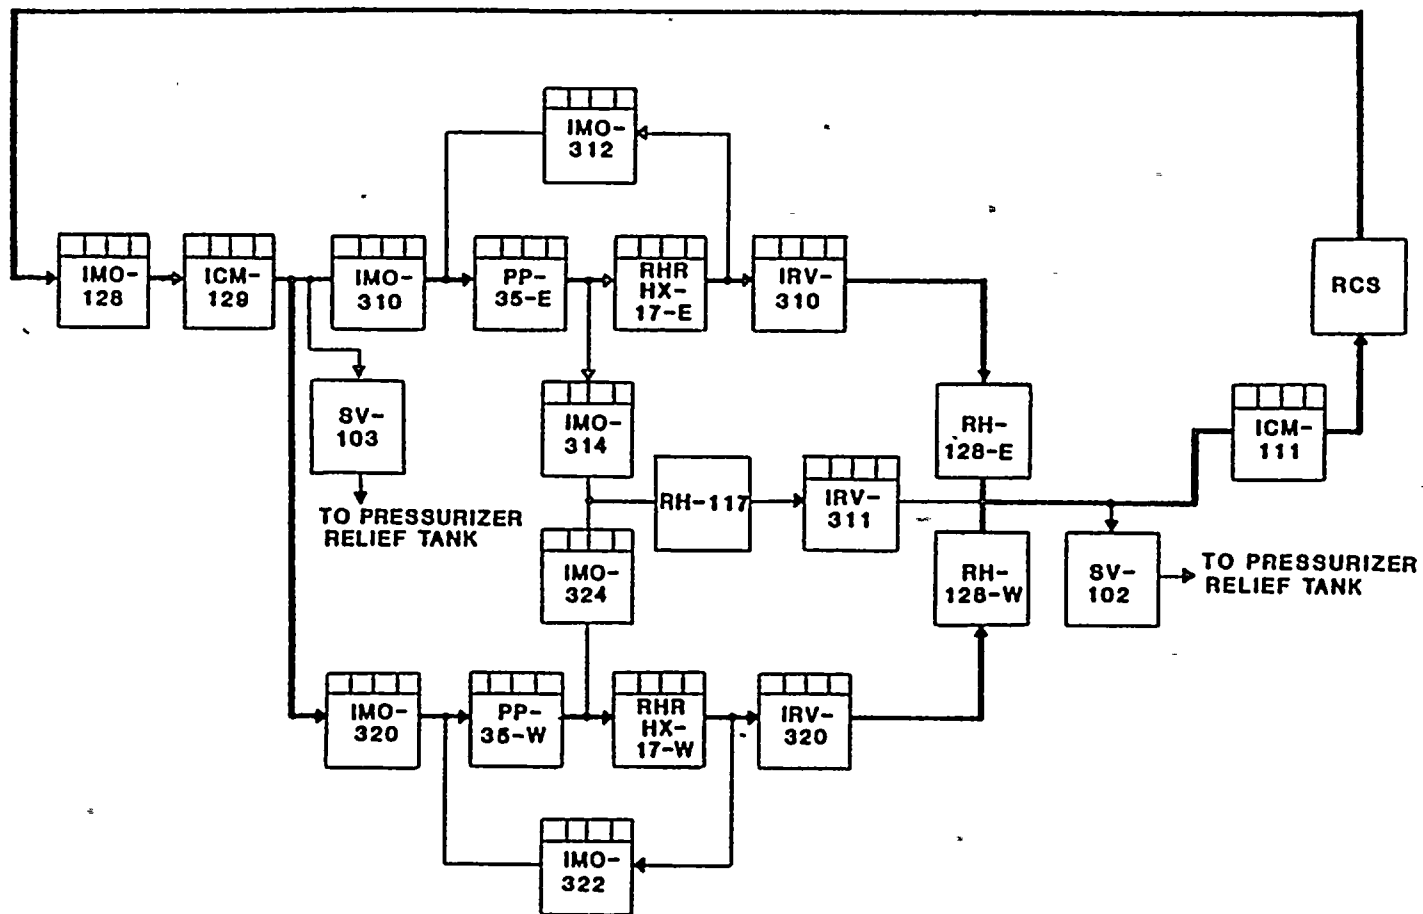 IMO-
312
IMO-
128
ICM-
129
IMO-
310
PP-
35-E
RHR
HX-
17-E
IRV-
310
RCS
SV-
103
IMO-
314
RH-
128-E
ICM-
111
RH-117
IRV-
311
TO PRESSURIZER
RELIEF TANK
IMO-
324
RH-
128-W
SV-
102
TO PRESSURIZER
RELIEF TANK
IMO-
320
PP-
35-W
RHR
HX-
17-W
IRV-
320
IMO-
322